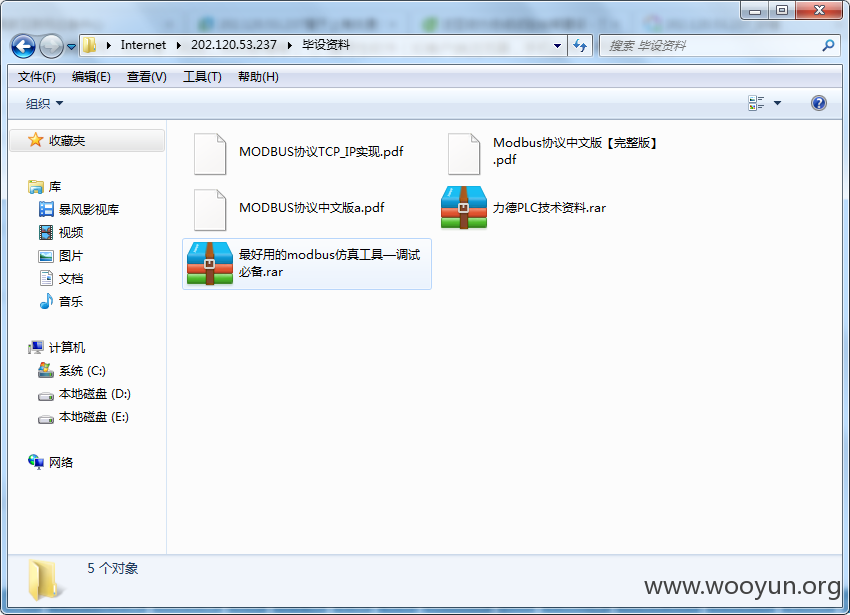 Internet
202.120.53.237
毕设资料
搜索 毕设资料
文件(F)
编辑(E)
查看(V)
工具(T)
帮助(H)
组织
收藏夹
库
暴风影视库
视频
图片
文档
音乐
计算机
系统 (C:)
本地磁盘 (D:)
本地磁盘 (E:)
网络
MODBUS协议TCP_IP实现.pdf
Modbus协议中文版【完整版】
.pdf
MODBUS协议中文版a.pdf
力德PLC技术资料.rar
最好用的modbus仿真工具—调试
必备.rar
5 个对象
www.wooyun.org